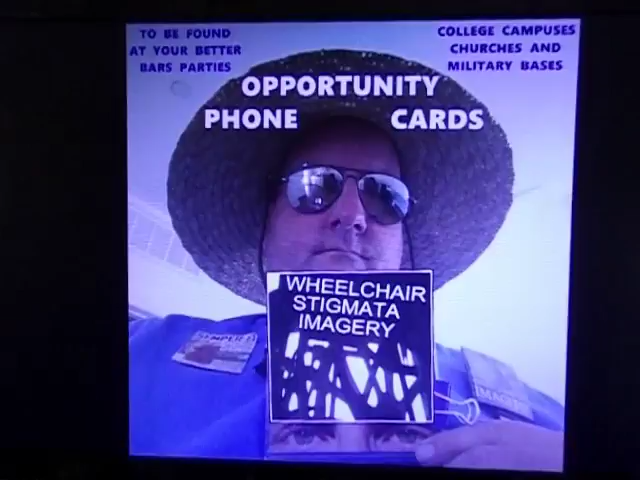 TO BE FOUND
AT YOUR BETTER
BARS PARTIES
COLLEGE CAMPUSES
CHURCHES AND
MILITARY BASES
OPPORTUNITY
PHONE CARDS
WHEELCHAIR
STIGMATA
IMAGERY